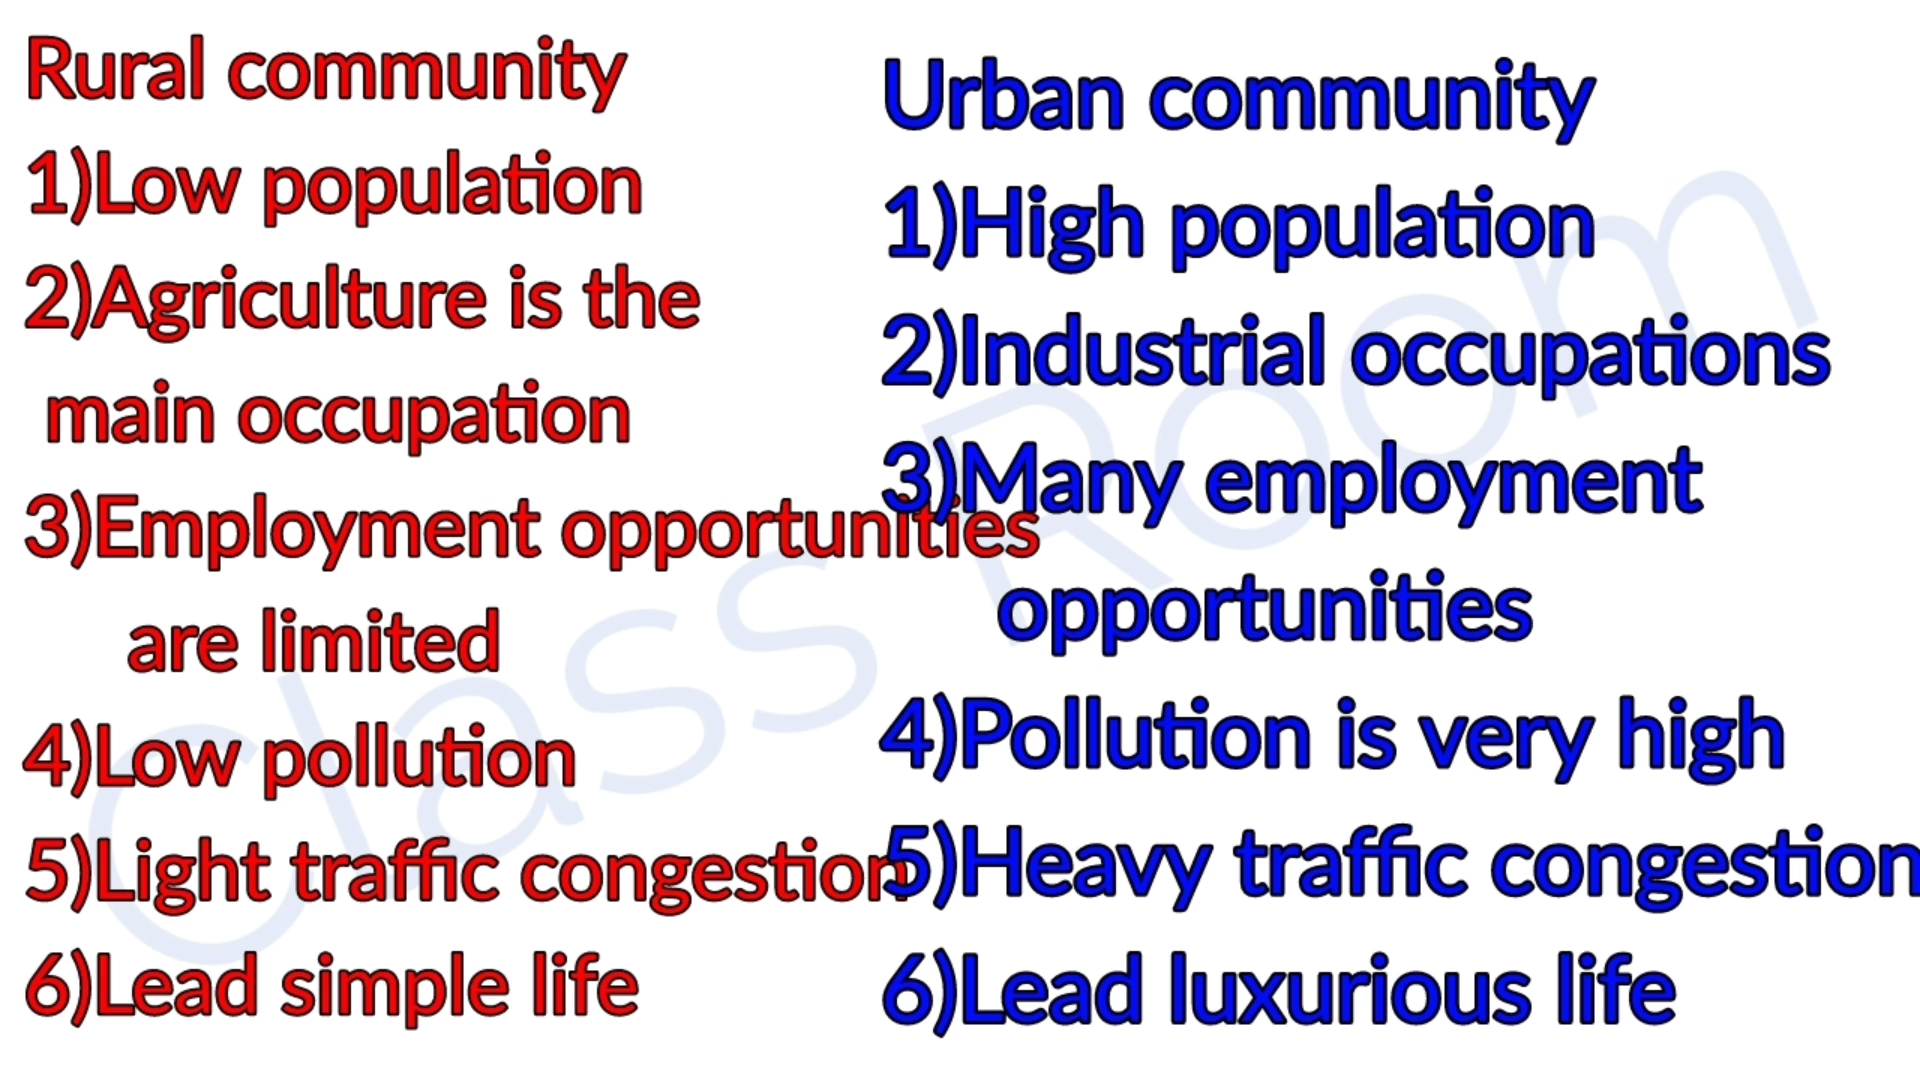 Rural community
1)Low population
2)Agriculture is the
main occupation
3)Employment opportunities
are limited
4)Low pollution
5)Light traffic congestion
6)Lead simple life
Urban community
1)High population
2)Industrial occupations
3)Many employment
opportunities
4)Pollution is very high
5)Heavy traffic congestion
6)Lead luxurious life
Class Room